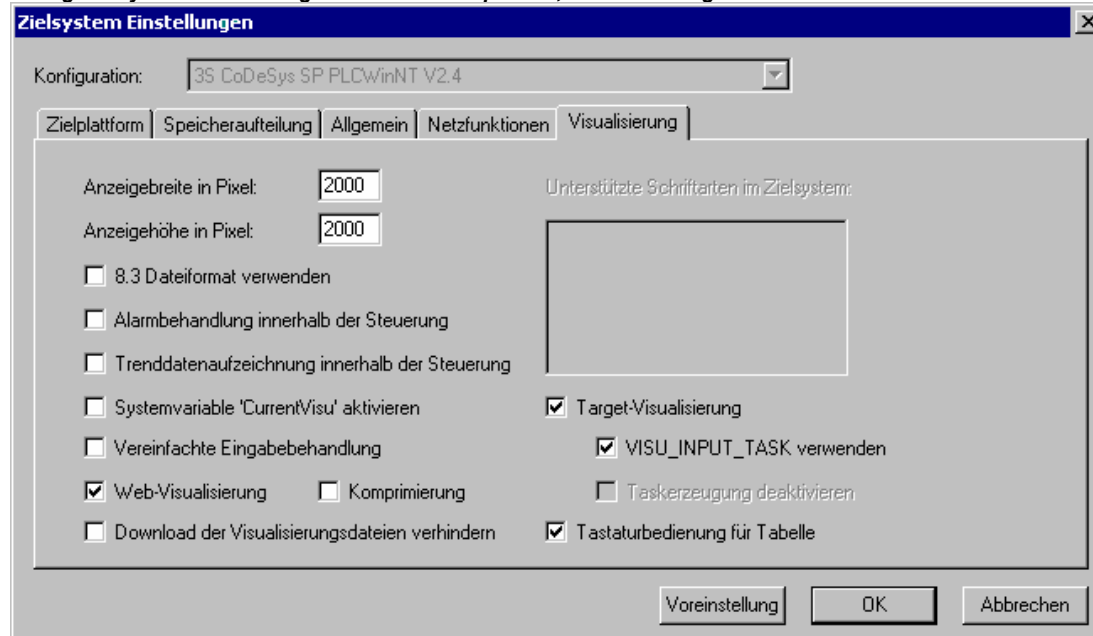 Zielsystem Einstellungen
Konfiguration: 3S CoDeSys SP PLCWinNT V2.4
Zielplattform Speicheraufteilung Allgemein Netzfunktionen Visualisierung
Anzeigebreite in Pixel: 2000 Unterstützte Schriftarten im Zielsystem:
Anzeigehöhe in Pixel: 2000
8.3 Dateiformat verwenden
Alarmbehandlung innerhalb der Steuerung
Trenddatenaufzeichnung innerhalb der Steuerung
Systemvariable 'CurrentVisu' aktivieren Target-Visualisierung
Vereinfachte Eingabebehandlung VISU_INPUT_TASK verwenden
Web-Visualisierung Komprimierung Taskerzeugung deaktivieren
Download der Visualisierungsdateien verhindern Tastaturbedienung für Tabelle
Voreinstellung OK Abbrechen